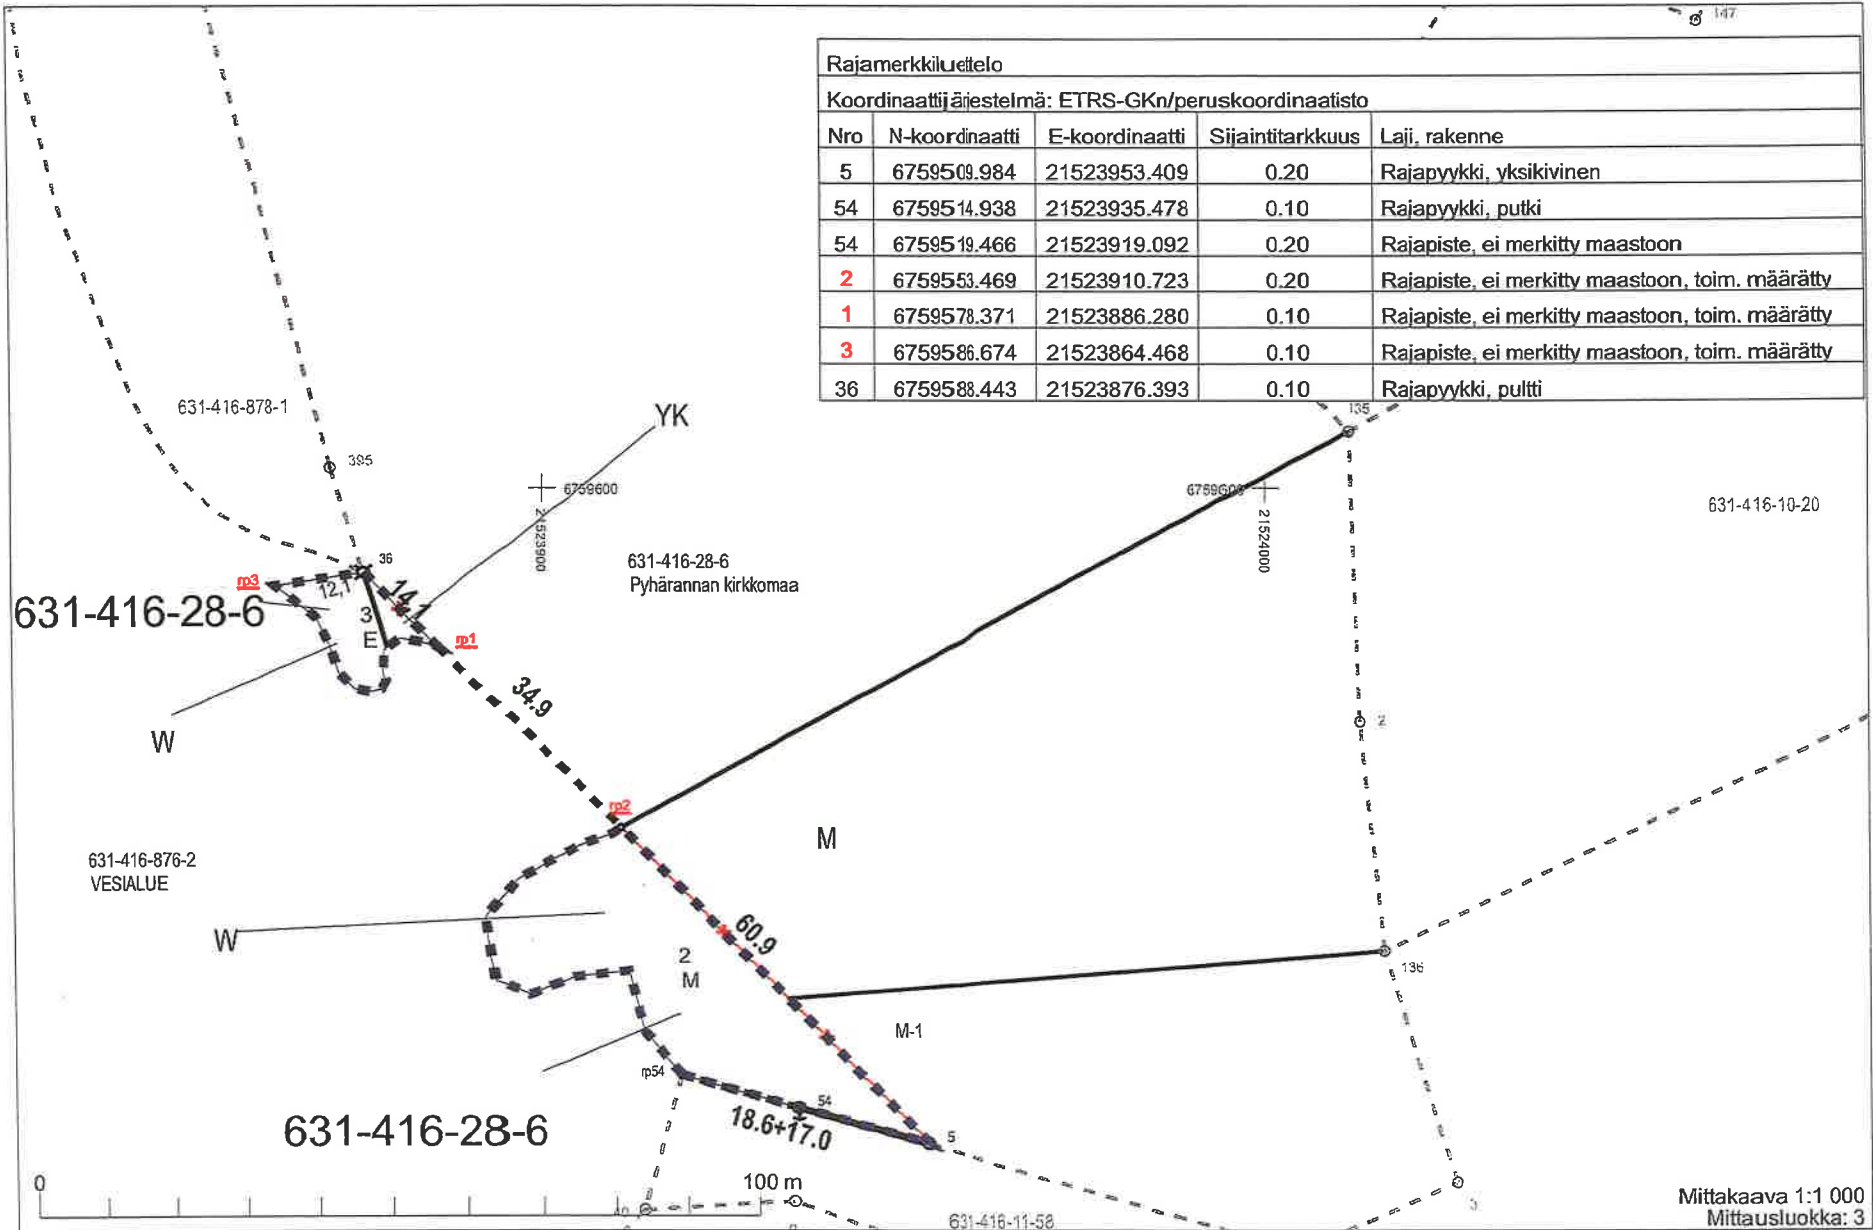 147
Rajamerkkiluettelo
Koordinaattijärjestelmä: ETRS-GKn/peruskoordinaatisto
Nro N-koordinaatti E-koordinaatti Sijaintitarkkuus Laji, rakenne
5 6759509.984 21523953.409 0.20 Rajapyykki, yksikivinen
54 6759514.938 21523935.478 0.10 Rajapyykki, putki
54 6759519.466 21523919.092 0.20 Rajapiste, ei merkitty maastoon
2 6759553.469 21523910.723 0.20 Rajapiste, ei merkitty maastoon, toim. määrätty
1 6759578.371 21523886.280 0.10 Rajapiste, ei merkitty maastoon, toim. määrätty
3 6759586.674 21523864.468 0.10 Rajapiste, ei merkitty maastoon, toim. määrätty
36 6759588.443 21523876.393 0.10 Rajapyykki, pultti
631-416-878-1
YK
135
395
6759600
21523900
6759600
21524000
631-416-10-20
36
631-416-28-6
Pyhärannan kirkkomaa
rp3
12,1
14.1
631-416-28-6
3
E
rp1
34.9
W
2
rp2
M
631-416-876-2
VESIALUE
60.9
W
2
M
136
M-1
rp54
54
18.6+17.0
5
631-416-28-6
0
100 m
3
631-416-11-58
Mittakaava 1:1 000
Mittausluokka: 3